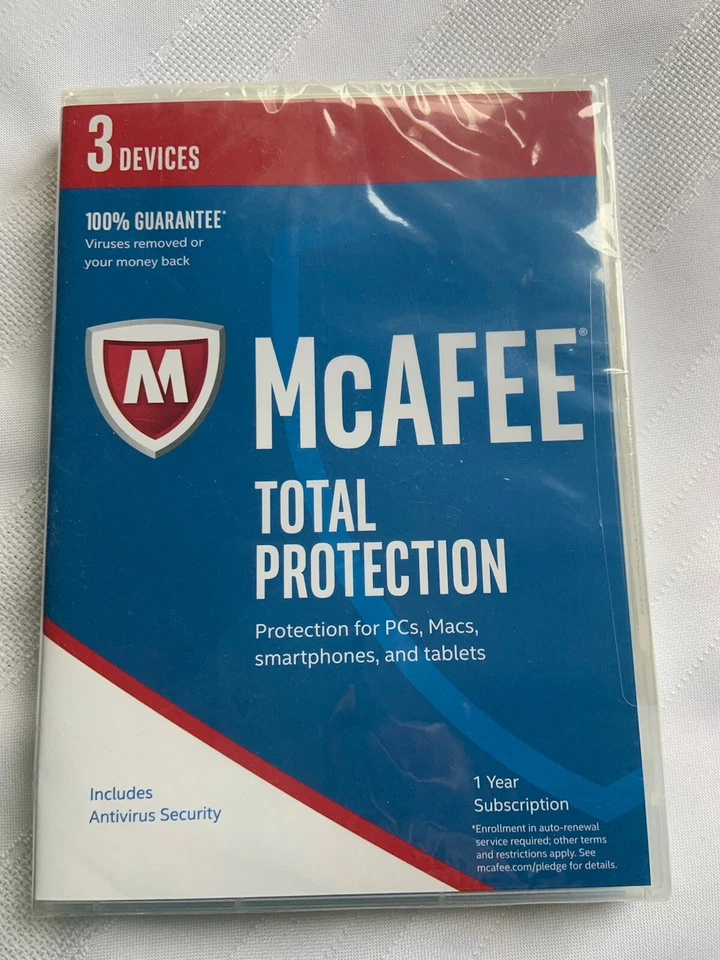 3 DEVICES
100% GUARANTEE*
Viruses removed or
your money back
M
McAFEE®
TOTAL
PROTECTION
Protection for PCs, Macs,
smartphones, and tablets
Includes
Antivirus Security
1 Year
Subscription
*Enrollment in auto-renewal
service required; other terms
and restrictions apply. See
mcafee.com/pledge for details.